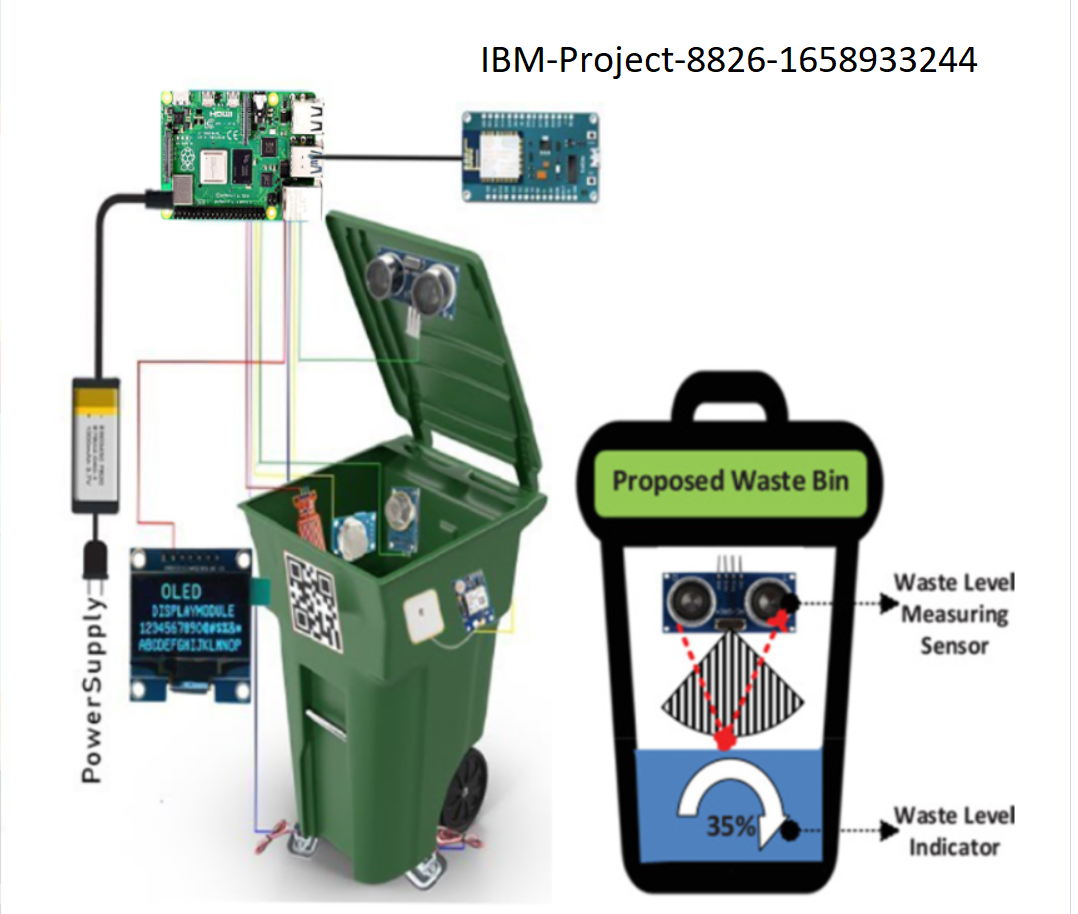 IBM-Project-8826-1658933244
HDMI
PowerSupply
OLED
DISPLAYMODULE
ABCDEFGHIJKLMNOP
Proposed Waste Bin
Waste Level
Measuring
Sensor
35%
Waste Level
Indicator